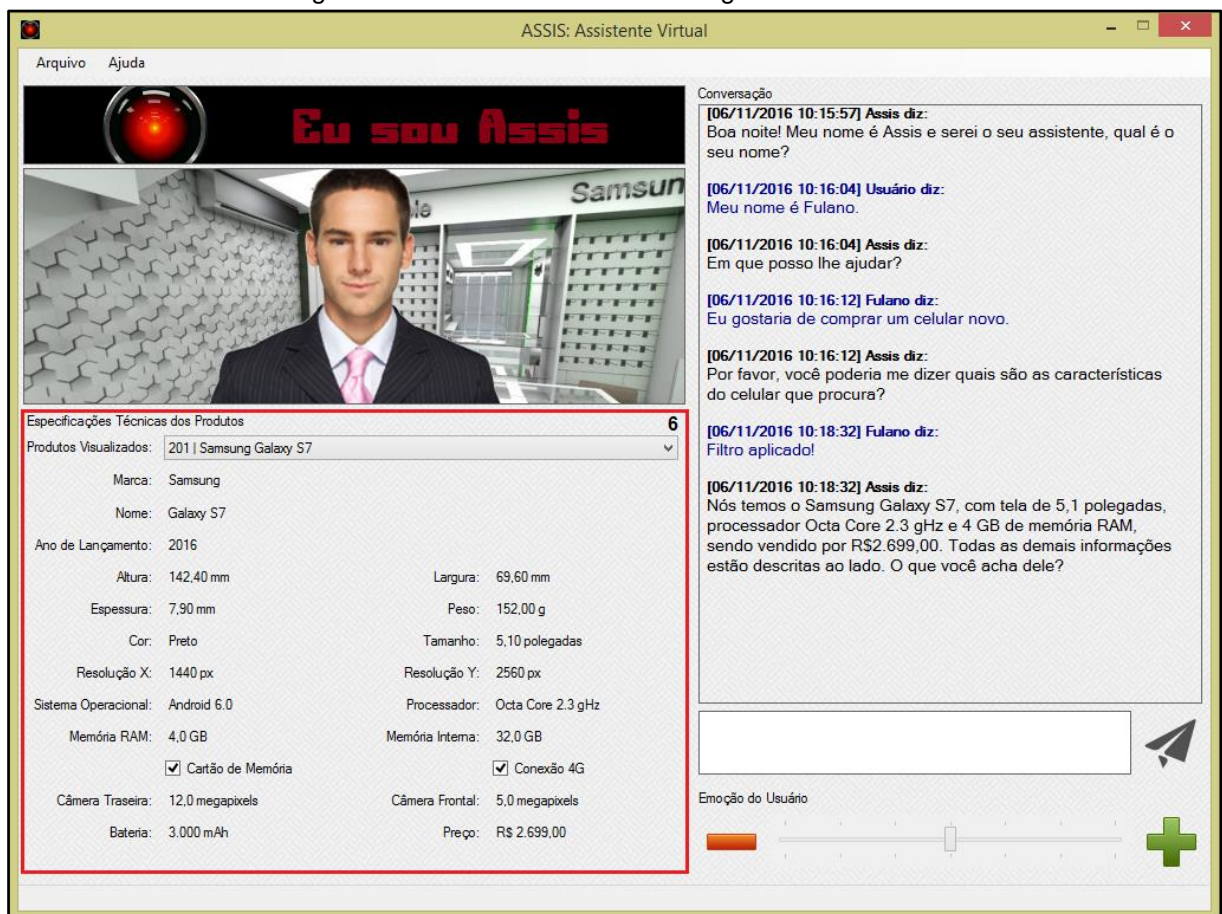 ASSIS: Assistente Virtual
Arquivo Ajuda
Eu sou Assis
Samsun
Especificações Técnicas dos Produtos 6
Produtos Visualizados: 201 | Samsung Galaxy S7
Marca: Samsung
Nome: Galaxy S7
Ano de Lançamento: 2016
Altura: 142,40 mm Largura: 69,60 mm
Espessura: 7,90 mm Peso: 152,00 g
Cor: Preto Tamanho: 5,10 polegadas
Resolução X: 1440 px Resolução Y: 2560 px
Sistema Operacional: Android 6.0 Processador: Octa Core 2.3 gHz
Memória RAM: 4,0 GB Memória Interna: 32,0 GB
Cartão de Memória Conexão 4G
Câmera Traseira: 12,0 megapixels Câmera Frontal: 5,0 megapixels
Bateria: 3.000 mAh Preço: R$ 2.699,00
Conversação
[06/11/2016 10:15:57] Assis diz:
Boa noite! Meu nome é Assis e serei o seu assistente, qual é o
seu nome?
[06/11/2016 10:16:04] Usuário diz:
Meu nome é Fulano.
[06/11/2016 10:16:04] Assis diz:
Em que posso lhe ajudar?
[06/11/2016 10:16:12] Fulano diz:
Eu gostaria de comprar um celular novo.
[06/11/2016 10:16:12] Assis diz:
Por favor, você poderia me dizer quais são as características
do celular que procura?
[06/11/2016 10:18:32] Fulano diz:
Filtro aplicado!
[06/11/2016 10:18:32] Assis diz:
Nós temos o Samsung Galaxy S7, com tela de 5,1 polegadas,
processador Octa Core 2.3 gHz e 4 GB de memória RAM,
sendo vendido por R$2.699,00. Todas as demais informações
estão descritas ao lado. O que você acha dele?
Emoção do Usuário